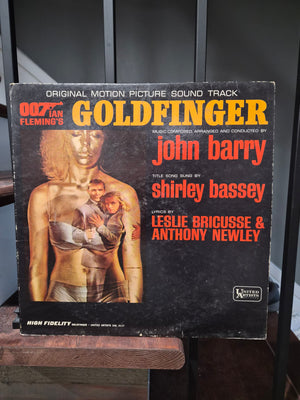 ORIGINAL MOTION PICTURE SOUND TRACK
007
IAN
FLEMING'S
GOLDFINGER
MUSIC COMPOSED, ARRANGED AND CONDUCTED BY
john barry
TITLE SONG SUNG BY
shirley bassey
LYRICS BY
LESLIE BRICUSSE &
ANTHONY NEWLEY
UNITED
ARTISTS
HIGH FIDELITY